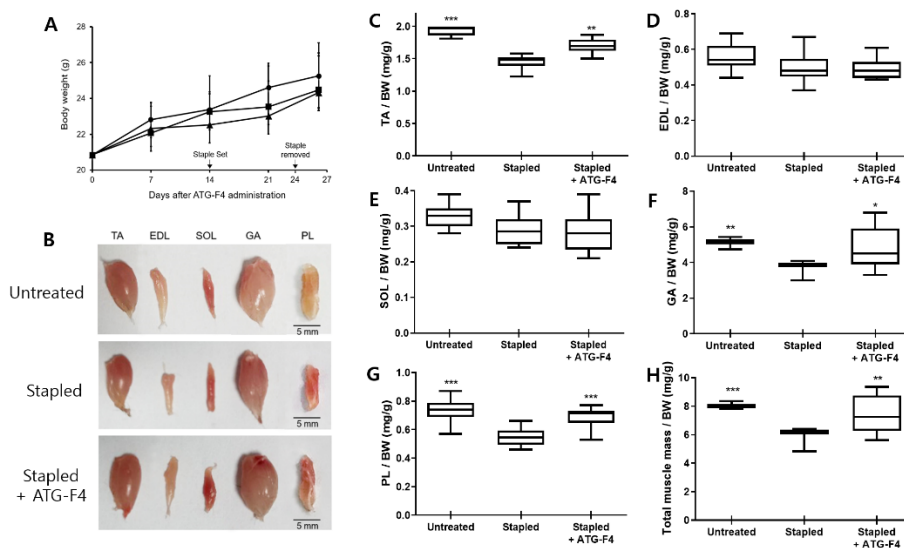 A
Body weight (g)
28
26
24
22
20
0
7
14
21
24
27
Staple Set
Staple
removed
Days after ATG-F4 administration
B
TA EDL SOL GA PL
Untreated
5 mm
Stapled
5 mm
Stapled
+ ATG-F4
5 mm
C
TA / BW (mg/g)
2.0
1.5
1.0
0.5
0.0
***
**
Untreated
Stapled
Stapled
+ ATG-F4
D
EDL / BW (mg/g)
0.8
0.6
0.4
0.2
0.0
Untreated
Stapled
Stapled
+ ATG-F4
E
SOL / BW (mg/g)
0.4
0.3
0.2
0.1
0.0
Untreated
Stapled
Stapled
+ ATG-F4
F
GA / BW (mg/g)
8
6
4
2
0
**
*
Untreated
Stapled
Stapled
+ ATG-F4
G
PL / BW (mg/g)
1.0
0.8
0.6
0.4
0.2
0.0
***
***
Untreated
Stapled
Stapled
+ ATG-F4
H
Total muscle mass / BW (mg/g)
10
8
6
4
2
0
***
**
Untreated
Stapled
Stapled
+ ATG-F4